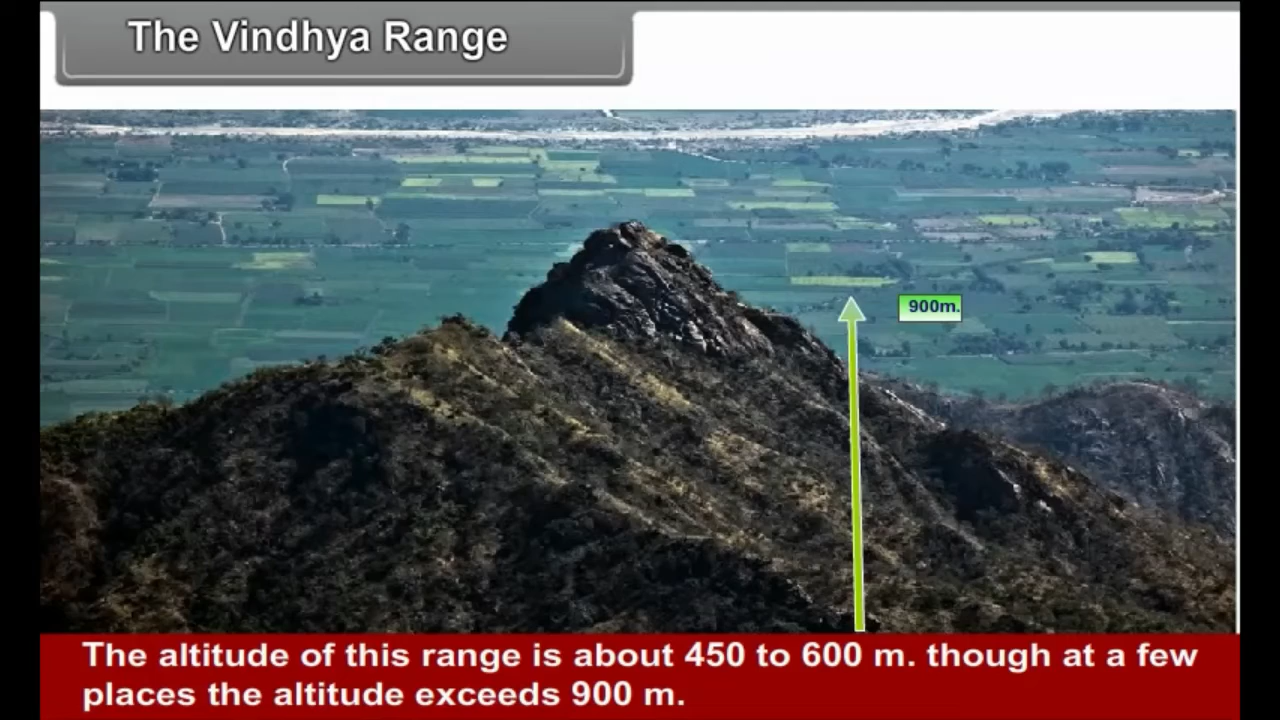 The Vindhya Range
900m.
The altitude of this range is about 450 to 600 m. though at a few
places the altitude exceeds 900 m.